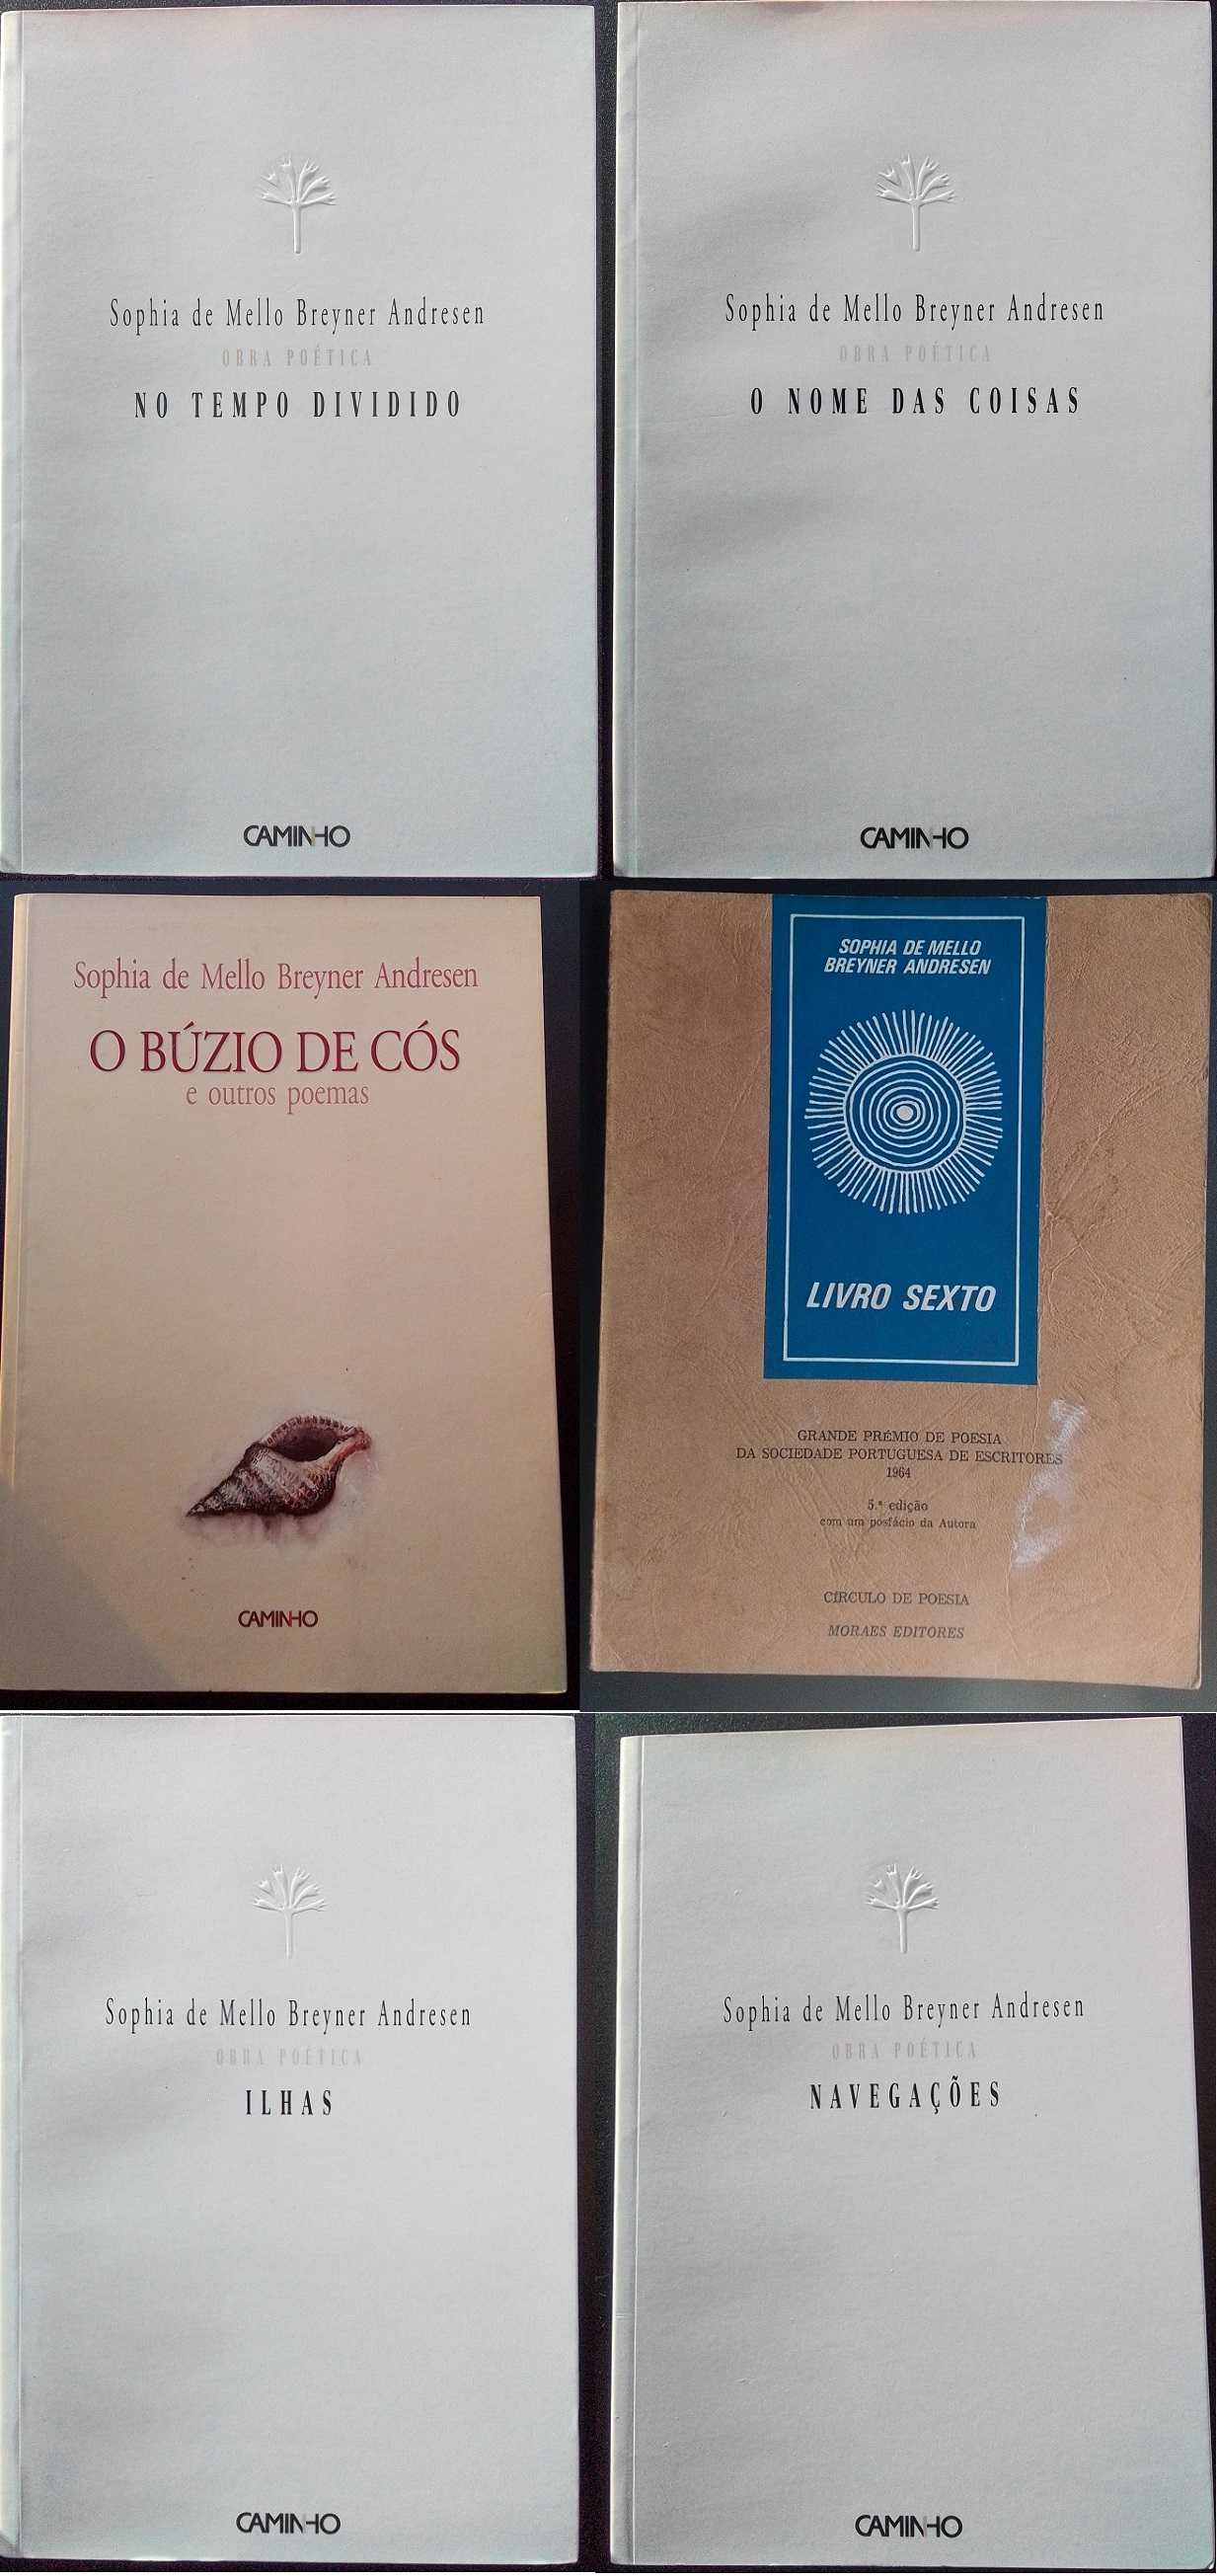 Sophia de Mello Breyner Andresen
OBRA POÉTICA
NO TEMPO DIVIDIDO
CAMINHO
Sophia de Mello Breyner Andresen
OBRA POÉTICA
O NOME DAS COISAS
CAMINHO
Sophia de Mello Breyner Andresen
O BÚZIO DE CÓS
e outros poemas
CAMINHO
SOPHIA DE MELLO
BREYNER ANDRESEN
LIVRO SEXTO
GRANDE PRÉMIO DE POESIA
DA SOCIEDADE PORTUGUESA DE ESCRITORES
1964
5.ª edição
com um posfácio da Autora
CÍRCULO DE POESIA
MORAES EDITORES
Sophia de Mello Breyner Andresen
OBRA POÉTICA
ILHAS
CAMINHO
Sophia de Mello Breyner Andresen
OBRA POÉTICA
NAVEGAÇÕES
CAMINHO